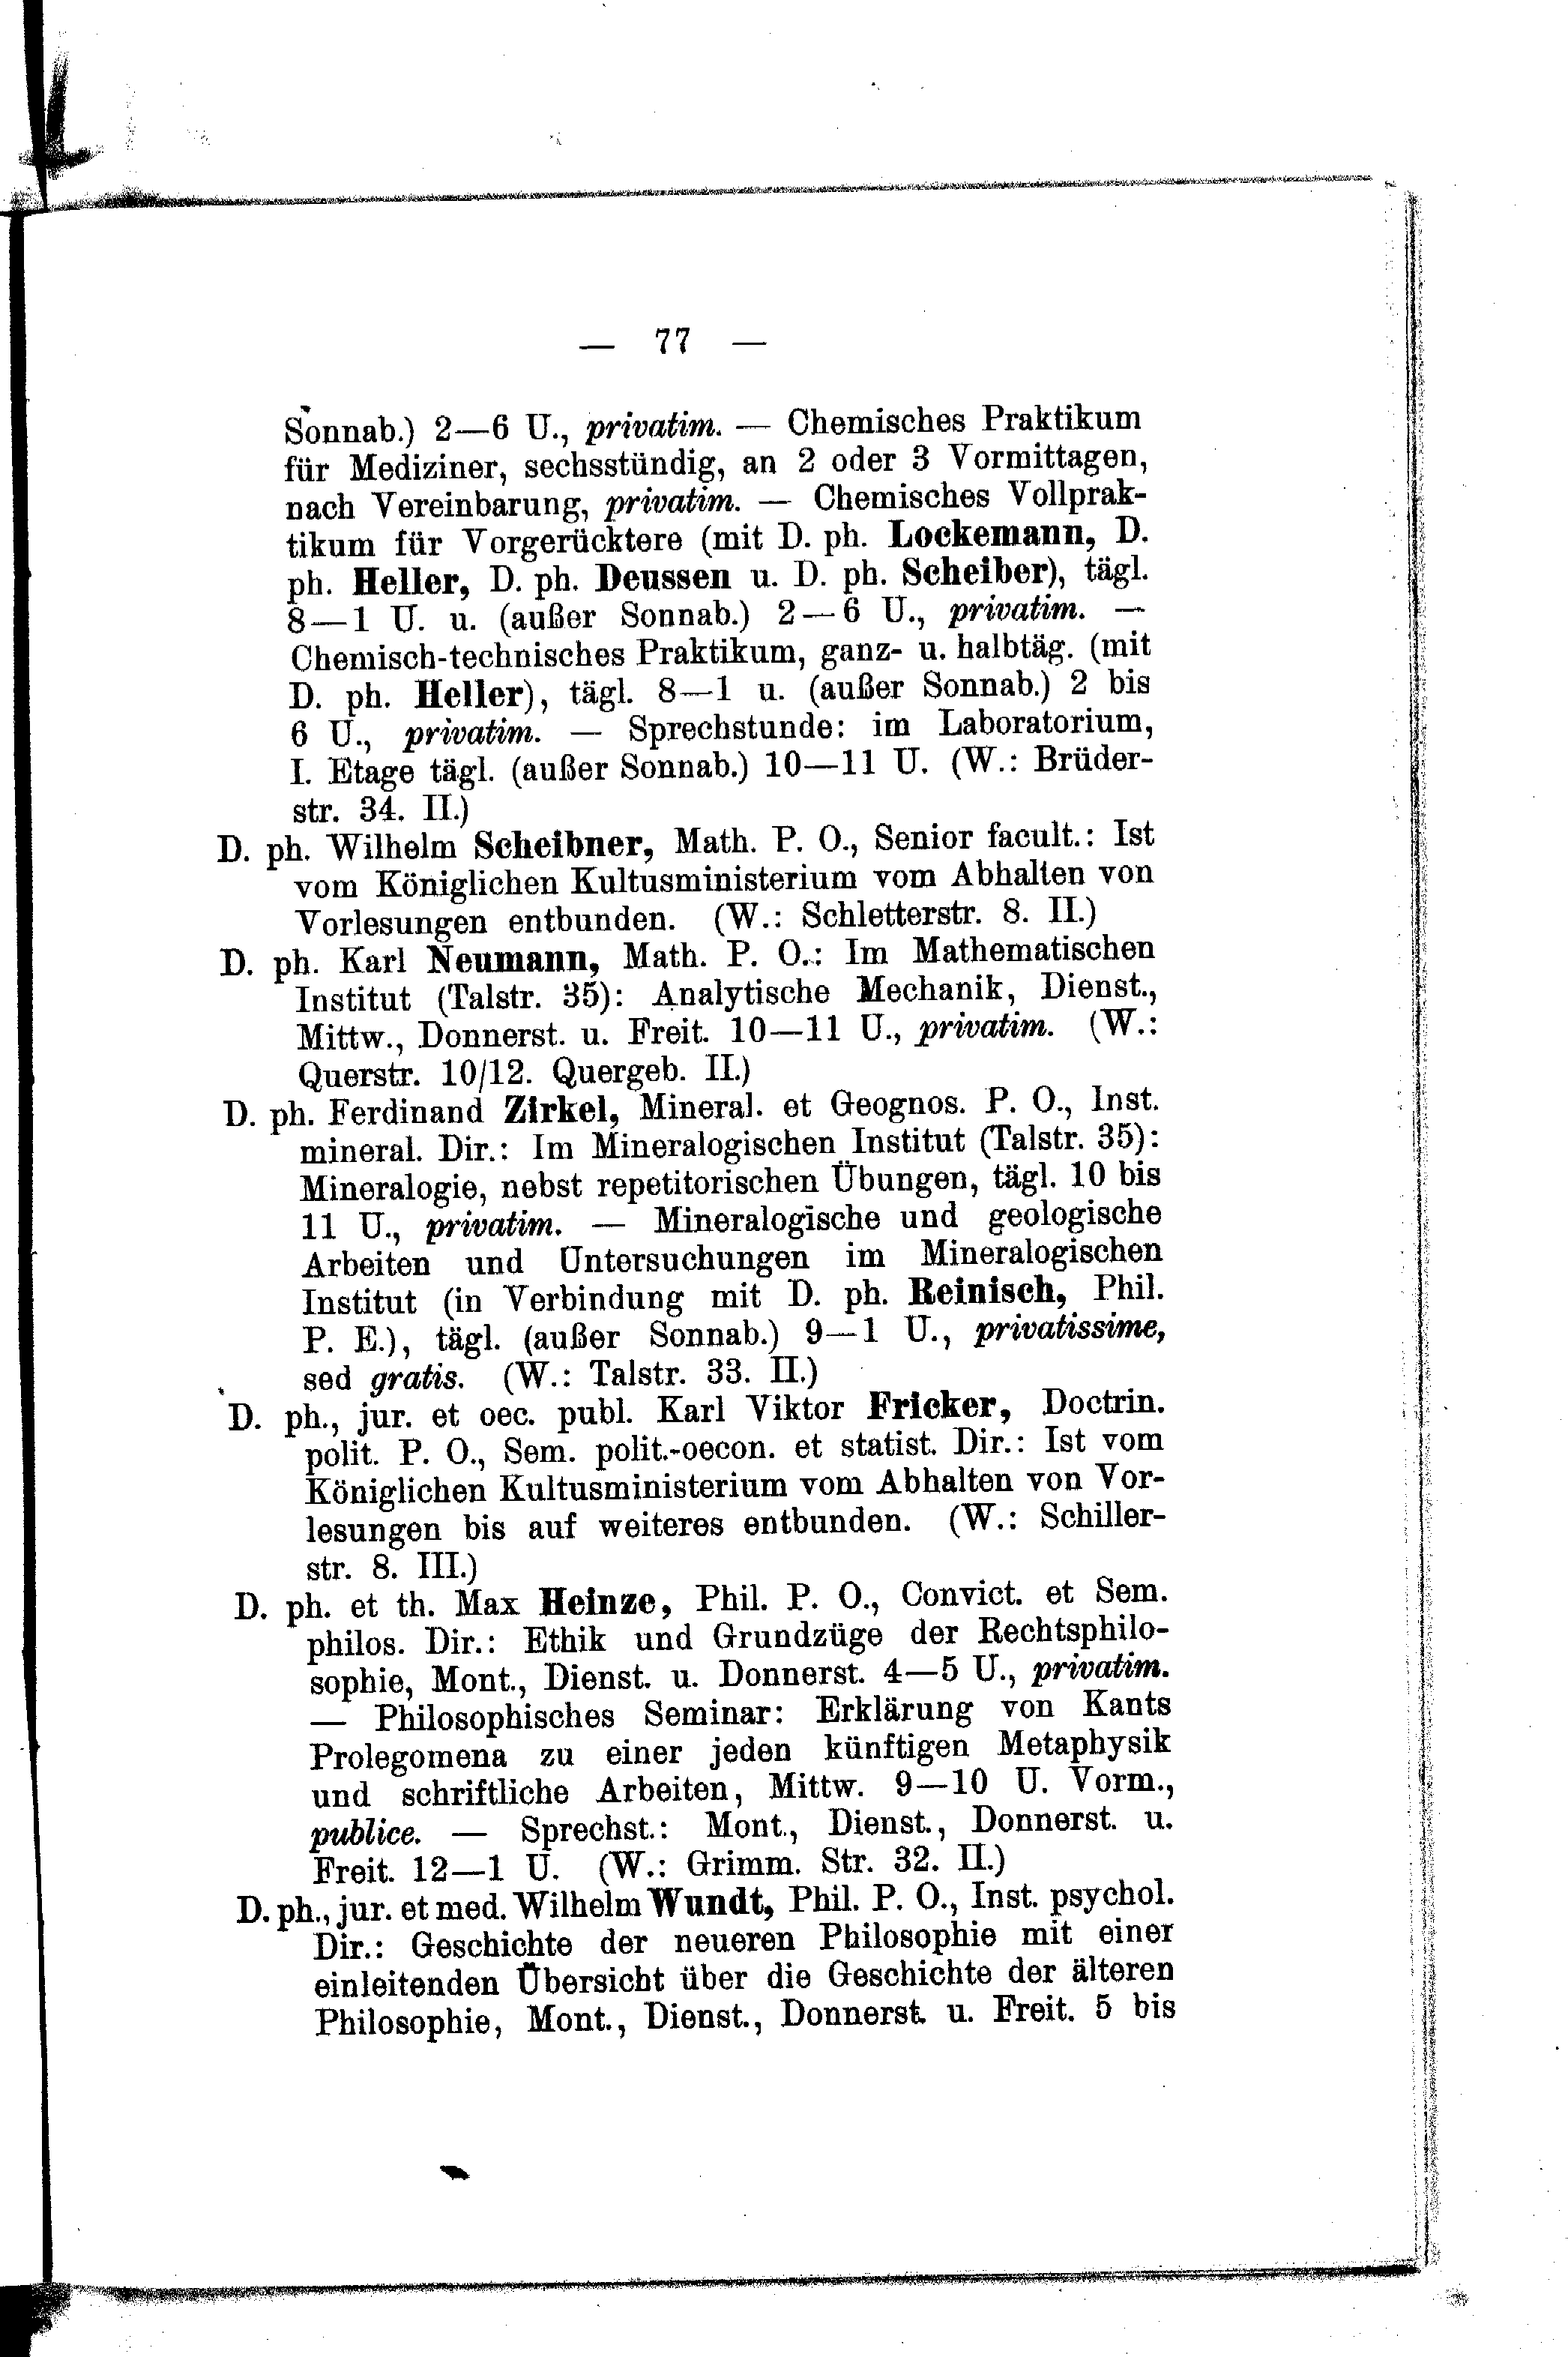 — 77 —
Sonnab.) 2—6 U., privatim. — Chemisches Praktikum
für Mediziner, sechsstündig, an 2 oder 3 Vormittagen,
nach Vereinbarung, privatim. — Chemisches Vollprak-
tikum für Vorgerücktere (mit D. ph. Lockemann, D.
ph. Heller, D. ph. Deussen u. D. ph. Scheiber), tägl.
8—1 U. u. (außer Sonnab.) 2—6 U., privatim. —
Chemisch-technisches Praktikum, ganz- u. halbtäg. (mit
D. ph. Heller), tägl. 8—1 u. (außer Sonnab.) 2 bis
6 U., privatim. — Sprechstunde: im Laboratorium,
I. Etage tägl. (außer Sonnab.) 10—11 U. (W.: Brüder-
str. 34. II.)
D. ph. Wilhelm Scheibner, Math. P. O., Senior facult.: Ist
vom Königlichen Kultusministerium vom Abhalten von
Vorlesungen entbunden. (W.: Schletterstr. 8. II.)
D. ph. Karl Neumann, Math. P. O.: Im Mathematischen
Institut (Talstr. 35): Analytische Mechanik, Dienst.,
Mittw., Donnerst. u. Freit. 10—11 U., privatim. (W.:
Querstr. 10/12. Quergeb. II.)
D. ph. Ferdinand Zirkel, Mineral. et Geognos. P. O., Inst.
mineral. Dir.: Im Mineralogischen Institut (Talstr. 35):
Mineralogie, nebst repetitorischen Übungen, tägl. 10 bis
11 U., privatim. — Mineralogische und geologische
Arbeiten und Untersuchungen im Mineralogischen
Institut (in Verbindung mit D. ph. Reinisch, Phil.
P. E.), tägl. (außer Sonnab.) 9—1 U., privatissime,
sed gratis. (W.: Talstr. 33. II.)
D. ph., jur. et oec. publ. Karl Viktor Fricker, Doctrin.
polit. P. O., Sem. polit.-oecon. et statist. Dir.: Ist vom
Königlichen Kultusministerium vom Abhalten von Vor-
lesungen bis auf weiteres entbunden. (W.: Schiller-
str. 8. III.)
D. ph. et th. Max Heinze, Phil. P. O., Convict. et Sem.
philos. Dir.: Ethik und Grundzüge der Rechtsphilo-
sophie, Mont., Dienst. u. Donnerst. 4—5 U., privatim.
— Philosophisches Seminar: Erklärung von Kants
Prolegomena zu einer jeden künftigen Metaphysik
und schriftliche Arbeiten, Mittw. 9—10 U. Vorm.,
publice. — Sprechst.: Mont., Dienst., Donnerst. u.
Freit. 12—1 U. (W.: Grimm. Str. 32. II.)
D. ph., jur. et med. Wilhelm Wundt, Phil. P. O., Inst. psychol.
Dir.: Geschichte der neueren Philosophie mit einer
einleitenden Übersicht über die Geschichte der älteren
Philosophie, Mont., Dienst., Donnerst. u. Freit. 5 bis